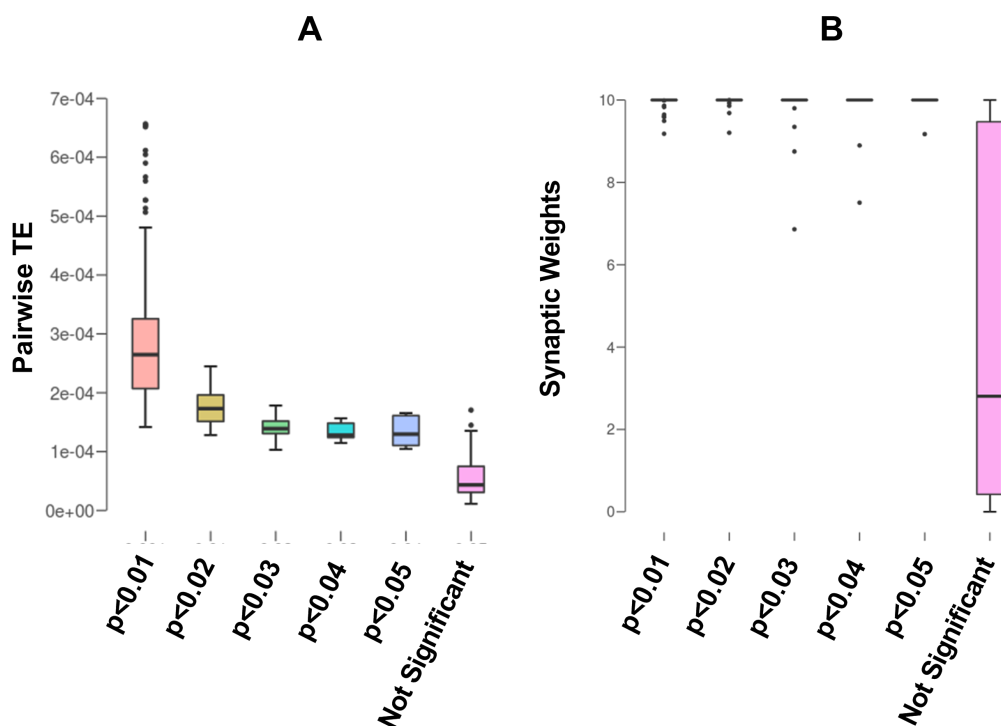 A
B
7e-04
6e-04
5e-04
4e-04
3e-04
2e-04
1e-04
0e+00
Pairwise TE
p<0.01
p<0.02
p<0.03
p<0.04
p<0.05
Not Significant
10
8
6
4
2
0
Synaptic Weights
p<0.01
p<0.02
p<0.03
p<0.04
p<0.05
Not Significant